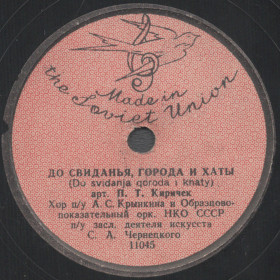 Made in
the Soviet Union
ДО СВИДАНЬЯ, ГОРОДА И ХАТЫ
(Do svidanja goroda i knaty)
арт. П. Т. Киричек
Хор п/у А. С. Крынкина и Образцово-
показательный орк. НКО СССР
п/у засл. деятеля искусств
С. А. Чернецкого
11045